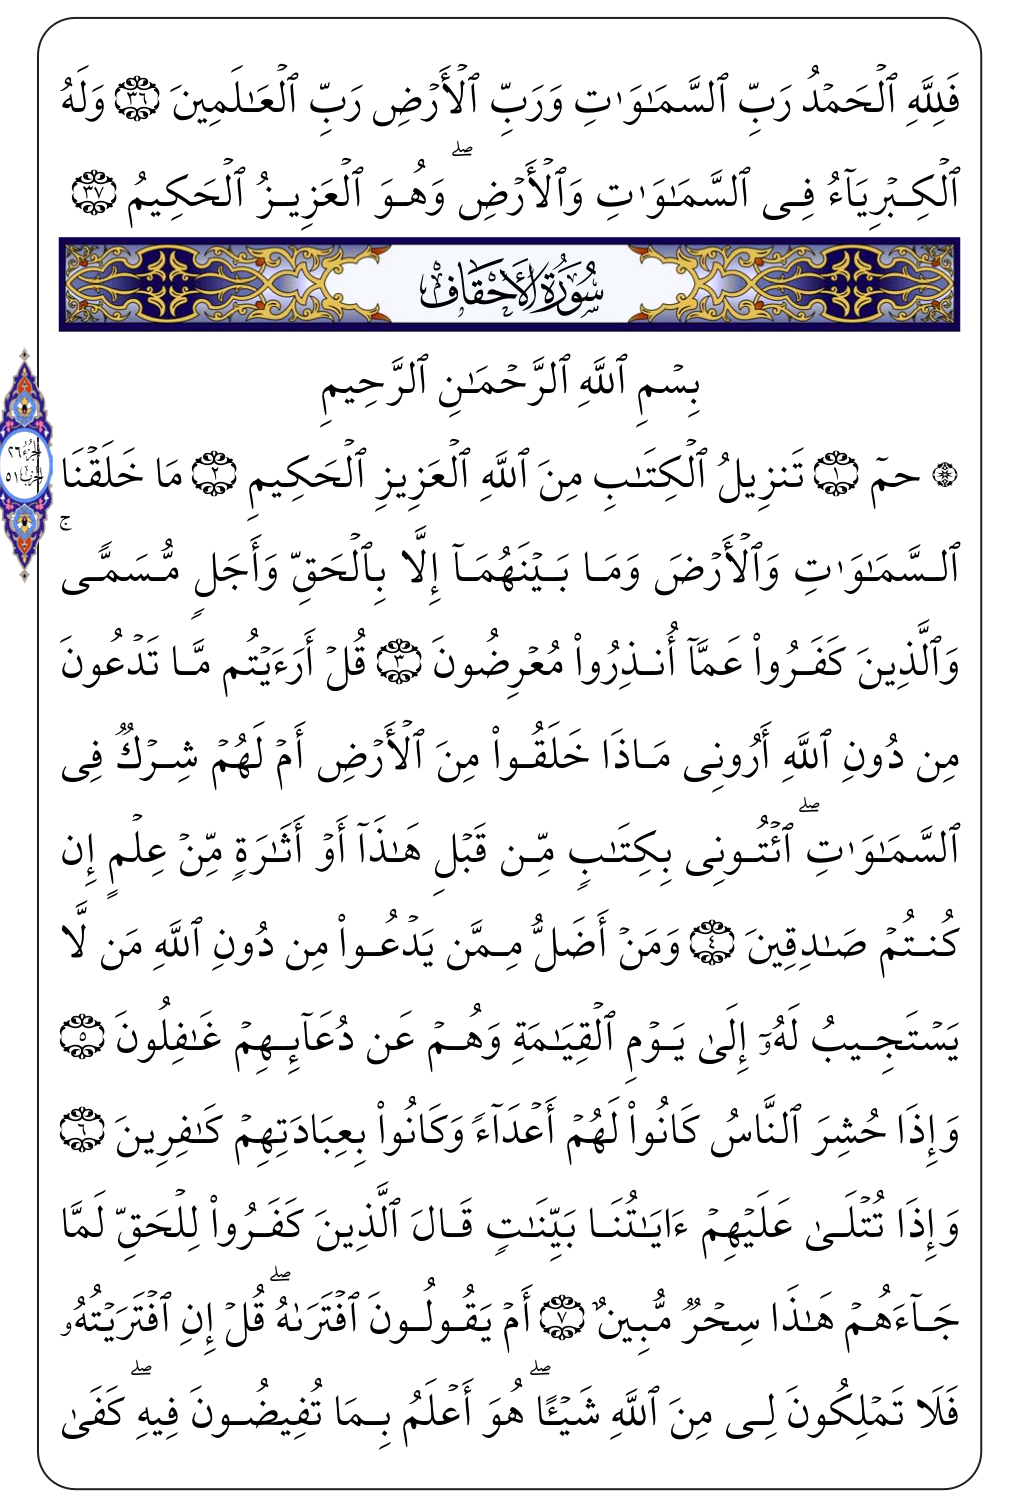 فَلِلَّهِ ٱلْحَمْدُ رَبِّ ٱلسَّمَٰوَٰتِ وَرَبِّ ٱلْأَرْضِ رَبِّ ٱلْعَٰلَمِينَ ٣٦ وَلَهُ
ٱلْكِبْرِيَآءُ فِى ٱلسَّمَٰوَٰتِ وَٱلْأَرْضِ ۖ وَهُوَ ٱلْعَزِيزُ ٱلْحَكِيمُ ٣٧
سُورَةُ الأَحْقَافِ
بِسْمِ ٱللَّهِ ٱلرَّحْمَٰنِ ٱلرَّحِيمِ
الجزء ٢٦
الحزب ٥١
۞ حمٓ ١ تَنزِيلُ ٱلْكِتَٰبِ مِنَ ٱللَّهِ ٱلْعَزِيزِ ٱلْحَكِيمِ ٢ مَا خَلَقْنَا
ٱلسَّمَٰوَٰتِ وَٱلْأَرْضَ وَمَا بَيْنَهُمَآ إِلَّا بِٱلْحَقِّ وَأَجَلٍ مُّسَمًّى ۚ
وَٱلَّذِينَ كَفَرُوا۟ عَمَّآ أُنذِرُوا۟ مُعْرِضُونَ ٣ قُلْ أَرَءَيْتُم مَّا تَدْعُونَ
مِن دُونِ ٱللَّهِ أَرُونِى مَاذَا خَلَقُوا۟ مِنَ ٱلْأَرْضِ أَمْ لَهُمْ شِرْكٌ فِى
ٱلسَّمَٰوَٰتِ ۖ ٱئْتُونِى بِكِتَٰبٍ مِّن قَبْلِ هَٰذَآ أَوْ أَثَٰرَةٍ مِّنْ عِلْمٍ إِن
كُنتُمْ صَٰدِقِينَ ٤ وَمَنْ أَضَلُّ مِمَّن يَدْعُوا۟ مِن دُونِ ٱللَّهِ مَن لَّا
يَسْتَجِيبُ لَهُۥٓ إِلَىٰ يَوْمِ ٱلْقِيَٰمَةِ وَهُمْ عَن دُعَآئِهِمْ غَٰفِلُونَ ٥
وَإِذَا حُشِرَ ٱلنَّاسُ كَانُوا۟ لَهُمْ أَعْدَآءً وَكَانُوا۟ بِعِبَادَتِهِمْ كَٰفِرِينَ ٦
وَإِذَا تُتْلَىٰ عَلَيْهِمْ ءَايَٰتُنَا بَيِّنَٰتٍ قَالَ ٱلَّذِينَ كَفَرُوا۟ لِلْحَقِّ لَمَّا
جَآءَهُمْ هَٰذَا سِحْرٌ مُّبِينٌ ٧ أَمْ يَقُولُونَ ٱفْتَرَىٰهُ ۖ قُلْ إِنِ ٱفْتَرَيْتُهُۥ
فَلَا تَمْلِكُونَ لِى مِنَ ٱللَّهِ شَيْـًٔا ۖ هُوَ أَعْلَمُ بِمَا تُفِيضُونَ فِيهِ ۖ كَفَىٰ